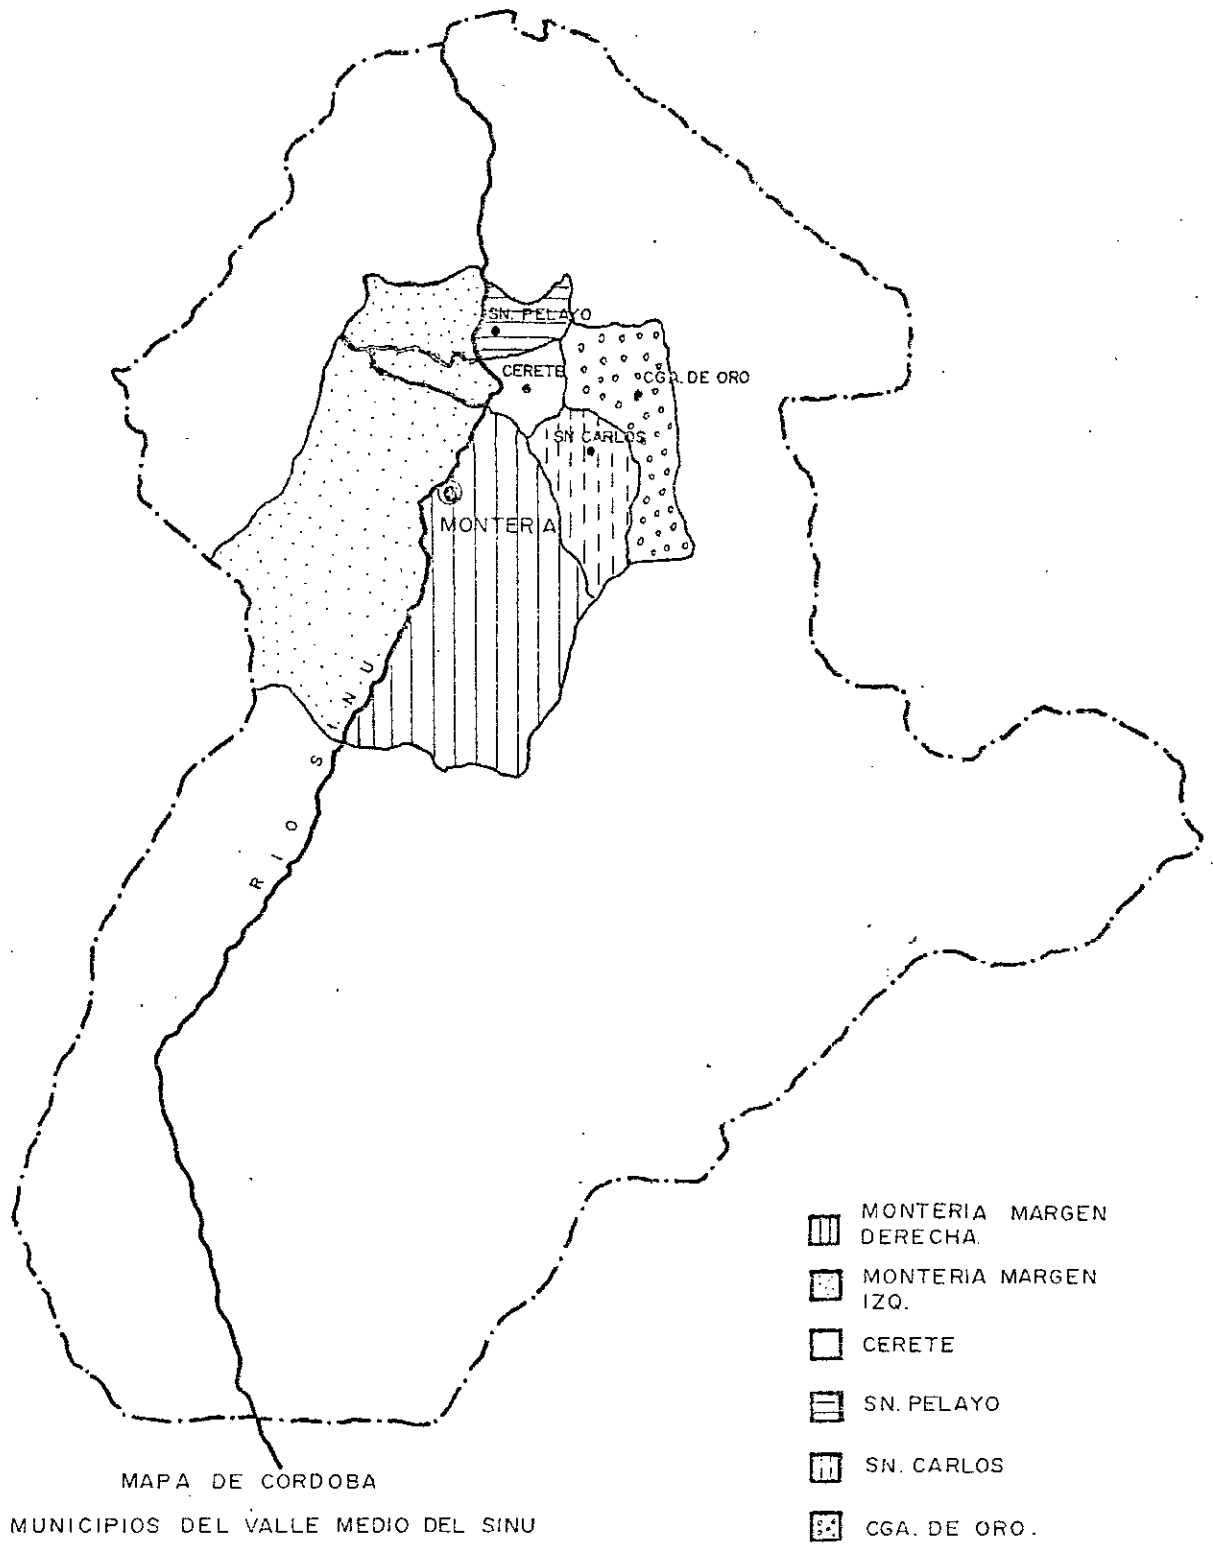 SN. PELAYO
CERETE
CGA. DE ORO
SN CARLOS
MONTERIA
RIO SINU
MONTERIA MARGEN
DERECHA.
MONTERIA MARGEN
IZQ.
CERETE
SN. PELAYO
SN. CARLOS
CGA. DE ORO.
MAPA DE CORDOBA
MUNICIPIOS DEL VALLE MEDIO DEL SINU